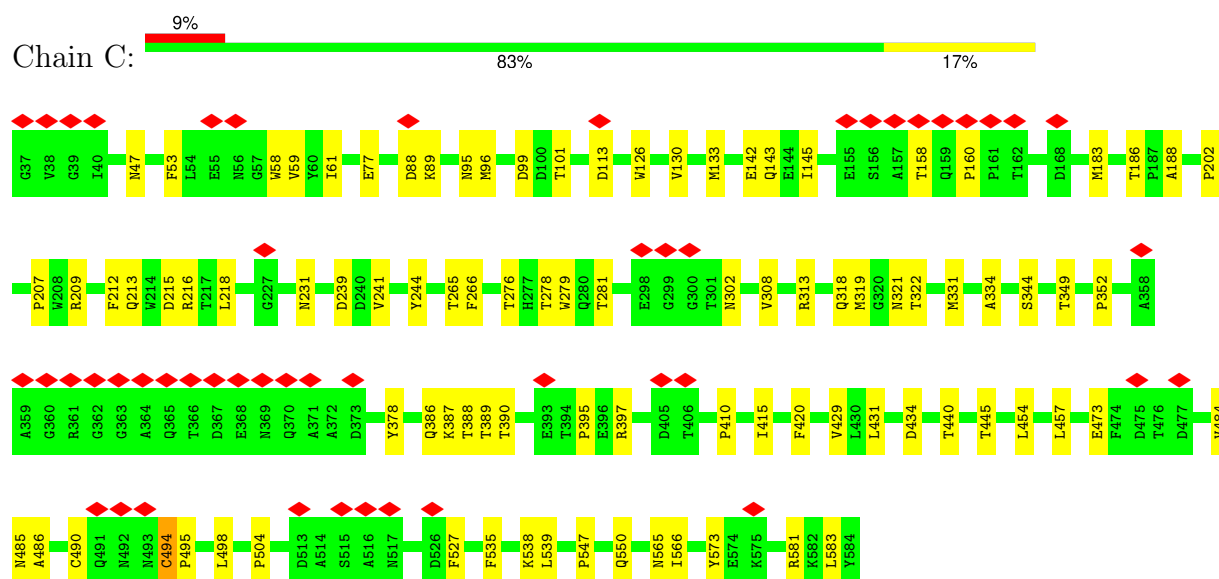 9%
Chain C:
83% 17%
G37 V38 G39 I40 N47 F53 L54 E55 N56 G57 W58 V59 Y60 I61 E77 D88 K89 N95 M96 D99 D100 T101 D113 W126 V130 M133 E142 Q143 E144 I145 E155 S156 A157 T158 Q159 P160 P161 T162 D168 M183 T186 P187 A188 P202
P207 W208 R209 F212 Q213 W214 D215 R216 T217 L218 G227 N231 D239 D240 V241 Y244 T265 F266 T276 H277 T278 W279 Q280 T281 E298 G299 G300 T301 N302 V308 R313 Q318 M319 G320 N321 T322 M331 A334 S344 T349 P352 A358
A359 G360 R361 G362 G363 A364 Q365 T366 D367 E368 N369 Q370 A371 A372 D373 Y378 Q386 K387 T388 T389 T390 E393 T394 P395 E396 R397 D405 T406 P410 I415 F420 V429 L430 L431 D434 T440 T445 L454 L457 E473 F474 D475 T476 D477
N485 A486 C490 Q491 N492 N493 C494 P495 L498 P504 D513 A514 S515 A516 N517 D526 F527 F535 K538 L539 P547 Q550 N565 I566 Y573 E574 K575 R581 K582 L583 Y584